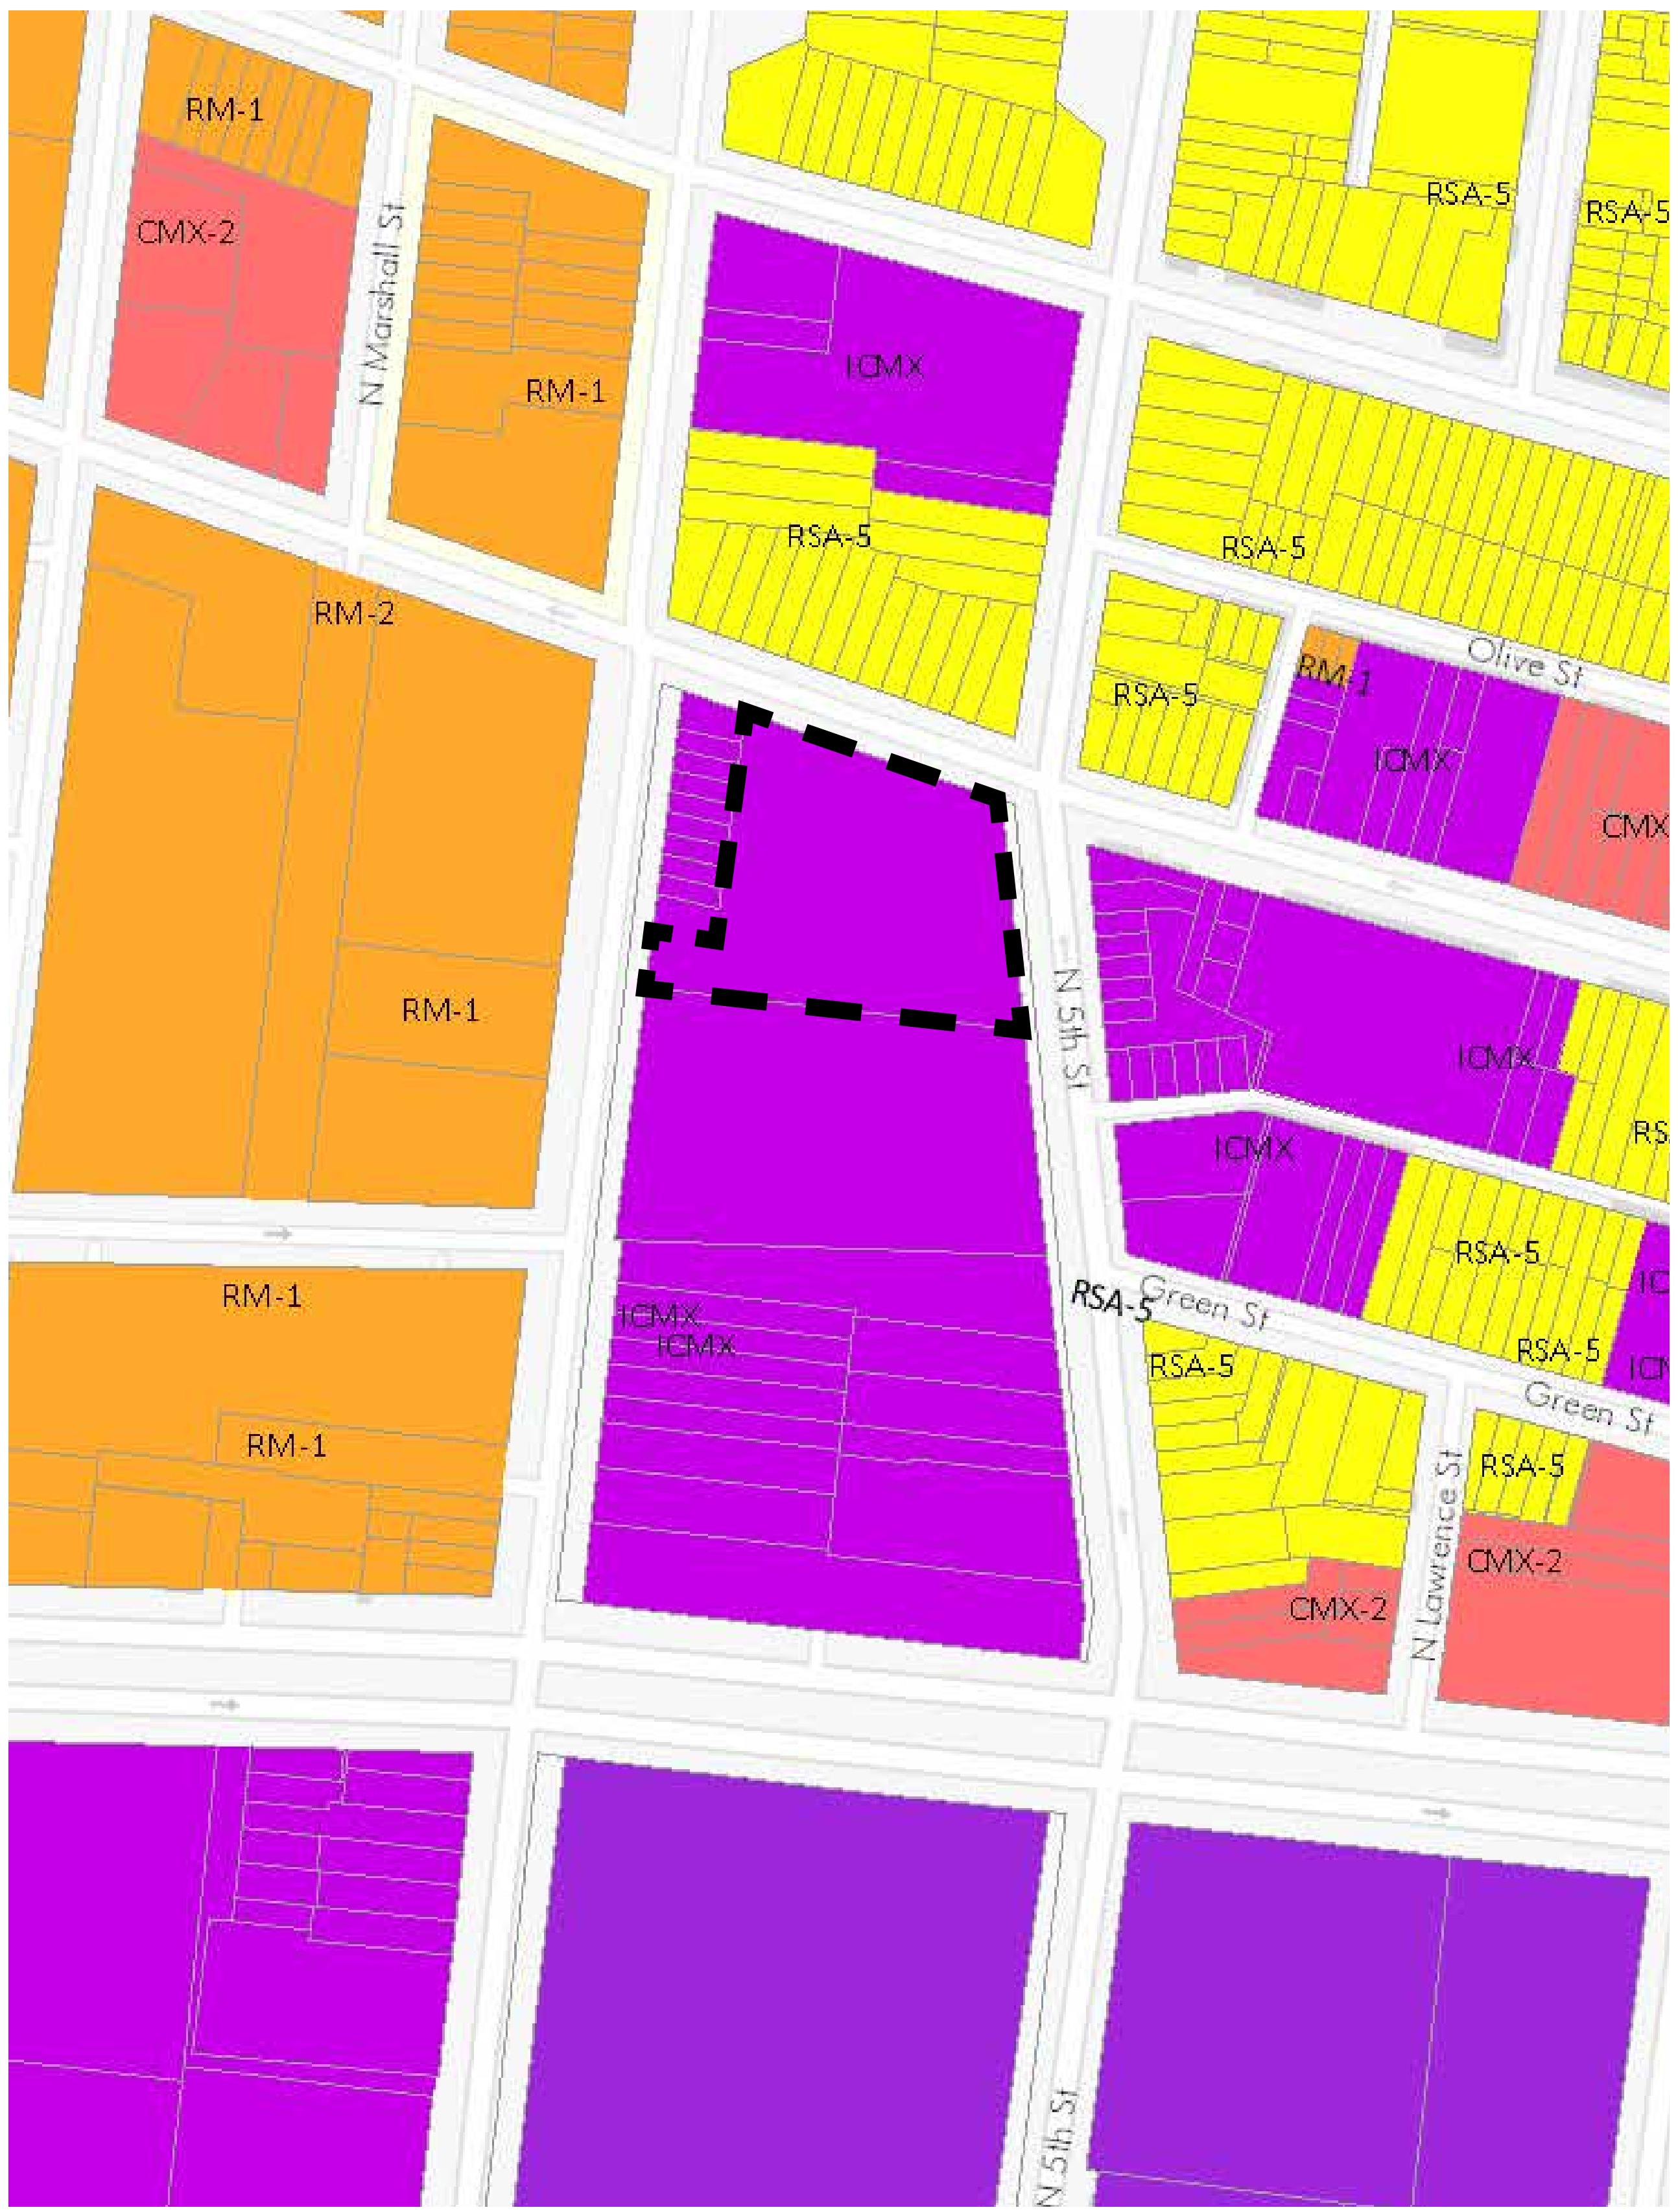 RM-1
RSA-5
RSA-5
CMX-2
N Marshall St
ICMX
RM-1
RSA-5
RSA-5
RM-2
Olive St
RM-1
RSA-5
ICMX
CMX
RM-1
N 5th St
ICMX
RS
ICMX
RSA-5
IC
RM-1
RSA-5
Green St
ICMX
ICMX
RSA-5
RSA-5
ICM
Green St
RM-1
RSA-5
N Lawrence St
CMX-2
CMX-2
N 5th St